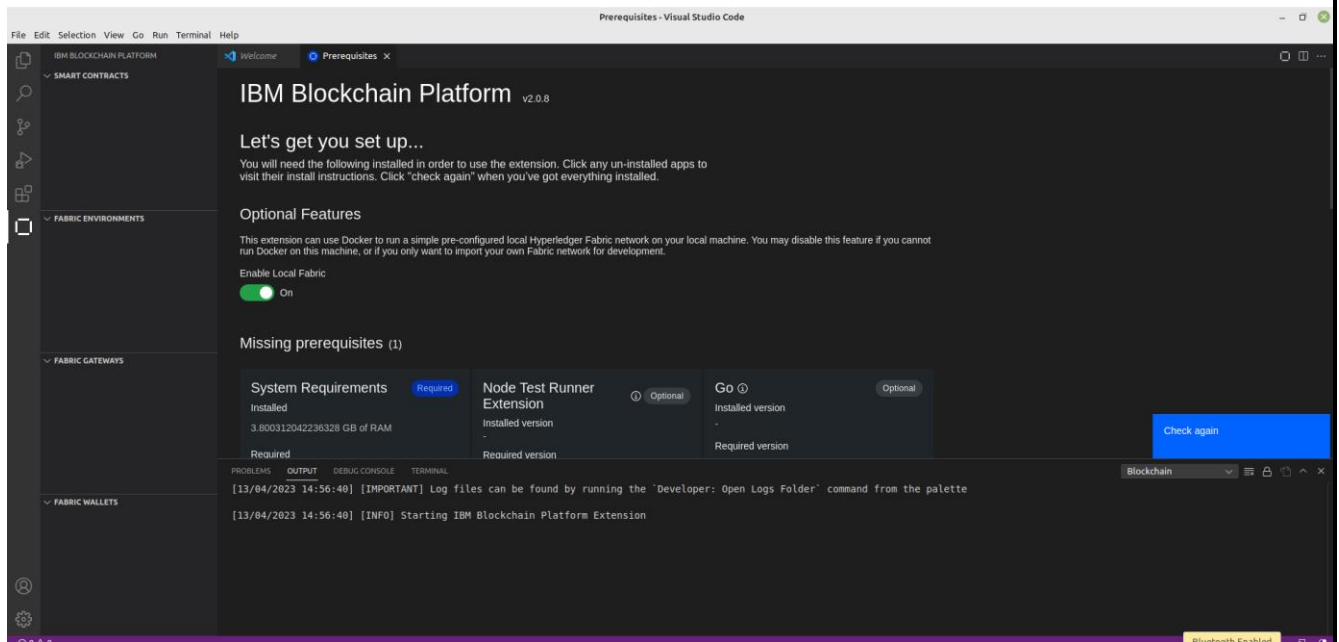 Prerequisites - Visual Studio Code
File Edit Selection View Go Run Terminal Help
IBM BLOCKCHAIN PLATFORM
SMART CONTRACTS
FABRIC ENVIRONMENTS
FABRIC GATEWAYS
FABRIC WALLETS
Welcome
Prerequisites
IBM Blockchain Platform v2.0.8
Let's get you set up...
You will need the following installed in order to use the extension. Click any un-installed apps to
visit their install instructions. Click "check again" when you've got everything installed.
Optional Features
This extension can use Docker to run a simple pre-configured local Hyperledger Fabric network on your local machine. You may disable this feature if you cannot
run Docker on this machine, or if you only want to import your own Fabric network for development.
Enable Local Fabric
On
Missing prerequisites (1)
System Requirements
Required
Installed
3.800312042236328 GB of RAM
Required
Node Test Runner
Extension
Optional
Installed version
-
Required version
Go
Optional
Installed version
-
Required version
Check again
PROBLEMS OUTPUT DEBUG CONSOLE TERMINAL
Blockchain
[13/04/2023 14:56:40] [IMPORTANT] Log files can be found by running the `Developer: Open Logs Folder` command from the palette
[13/04/2023 14:56:40] [INFO] Starting IBM Blockchain Platform Extension
Bluetooth Enabled